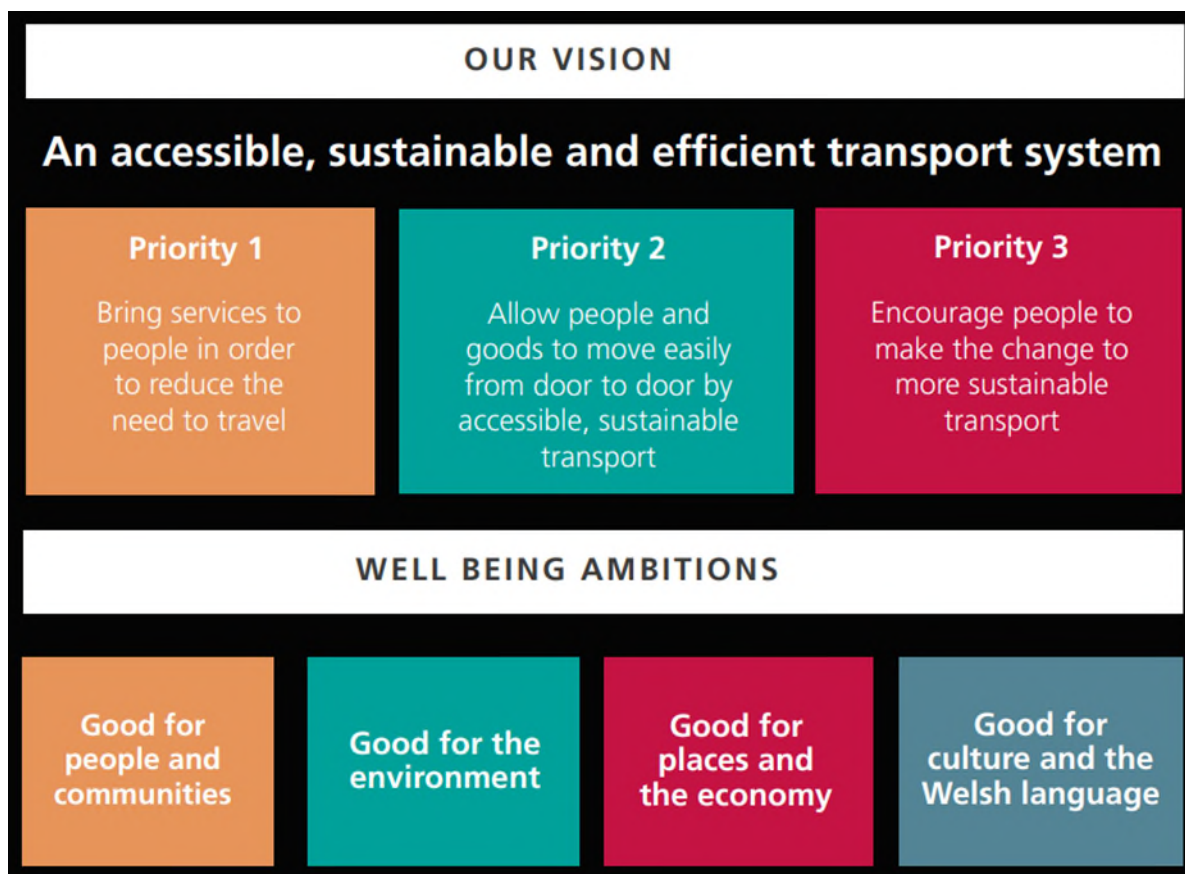 OUR VISION
An accessible, sustainable and efficient transport system
Priority 1
Bring services to
people in order
to reduce the
need to travel
Priority 2
Allow people and
goods to move easily
from door to door by
accessible, sustainable
transport
Priority 3
Encourage people to
make the change to
more sustainable
transport
WELL BEING AMBITIONS
Good for
people and
communities
Good for the
environment
Good for
places and
the economy
Good for
culture and the
Welsh language